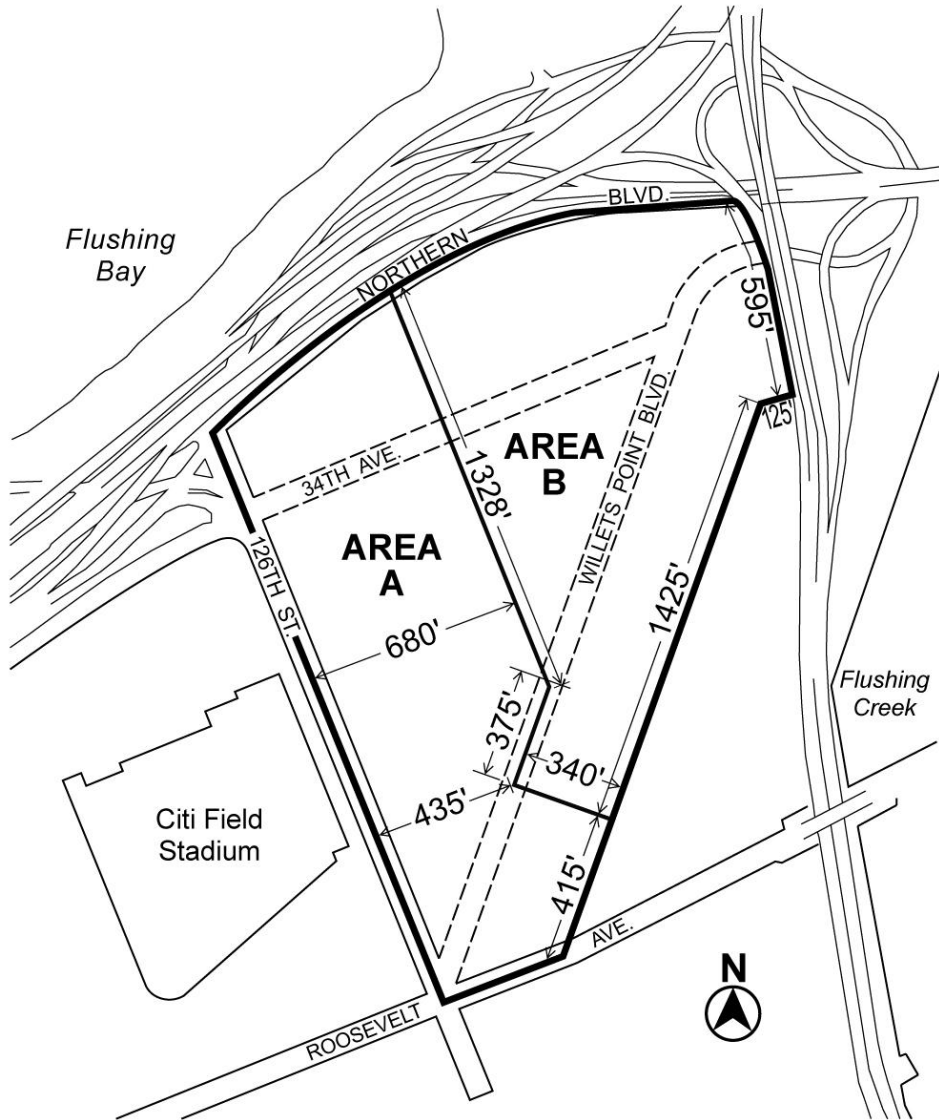 BLVD.
NORTHERN
Flushing
Bay
595'
125'
34TH AVE.
1328'
AREA
B
WILLETS POINT BLVD.
AREA
A
126TH ST.
680'
1425'
Flushing
Creek
375'
340'
435'
Citi Field
Stadium
415'
AVE.
ROOSEVELT
N